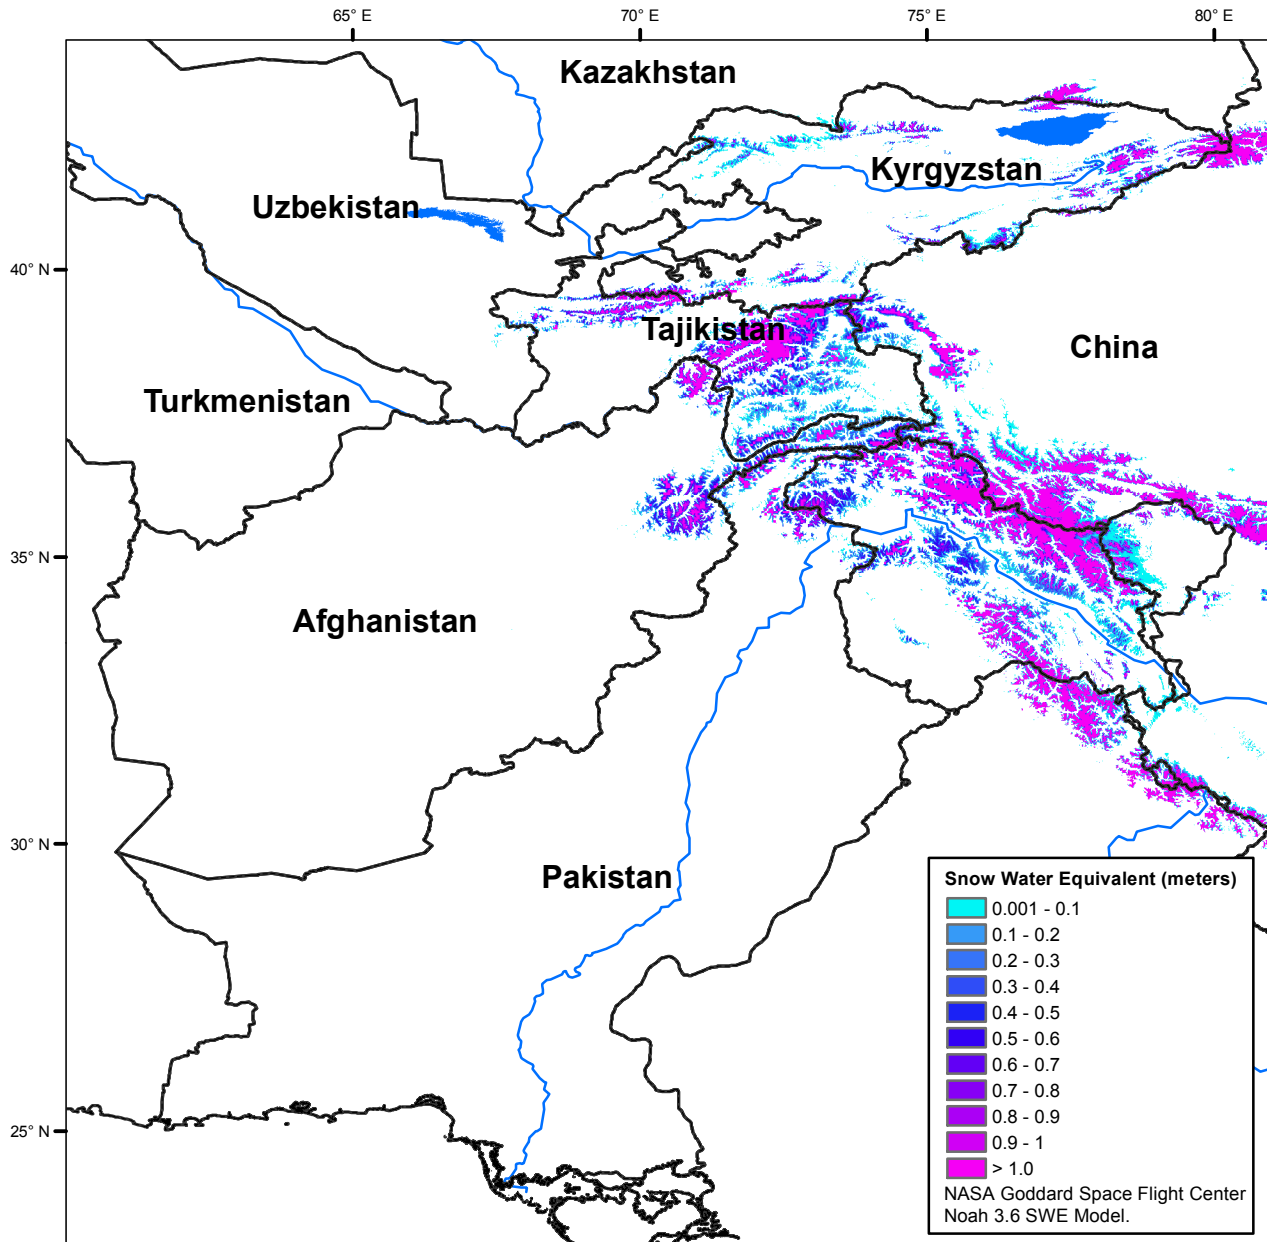 65° E
70° E
75° E
80° E
Kazakhstan
Kyrgyzstan
Uzbekistan
40° N
Tajikistan
China
Turkmenistan
35° N
Afghanistan
30° N
Pakistan
25° N
Snow Water Equivalent (meters)
0.001 - 0.1
0.1 - 0.2
0.2 - 0.3
0.3 - 0.4
0.4 - 0.5
0.5 - 0.6
0.6 - 0.7
0.7 - 0.8
0.8 - 0.9
0.9 - 1
> 1.0
NASA Goddard Space Flight Center
Noah 3.6 SWE Model.